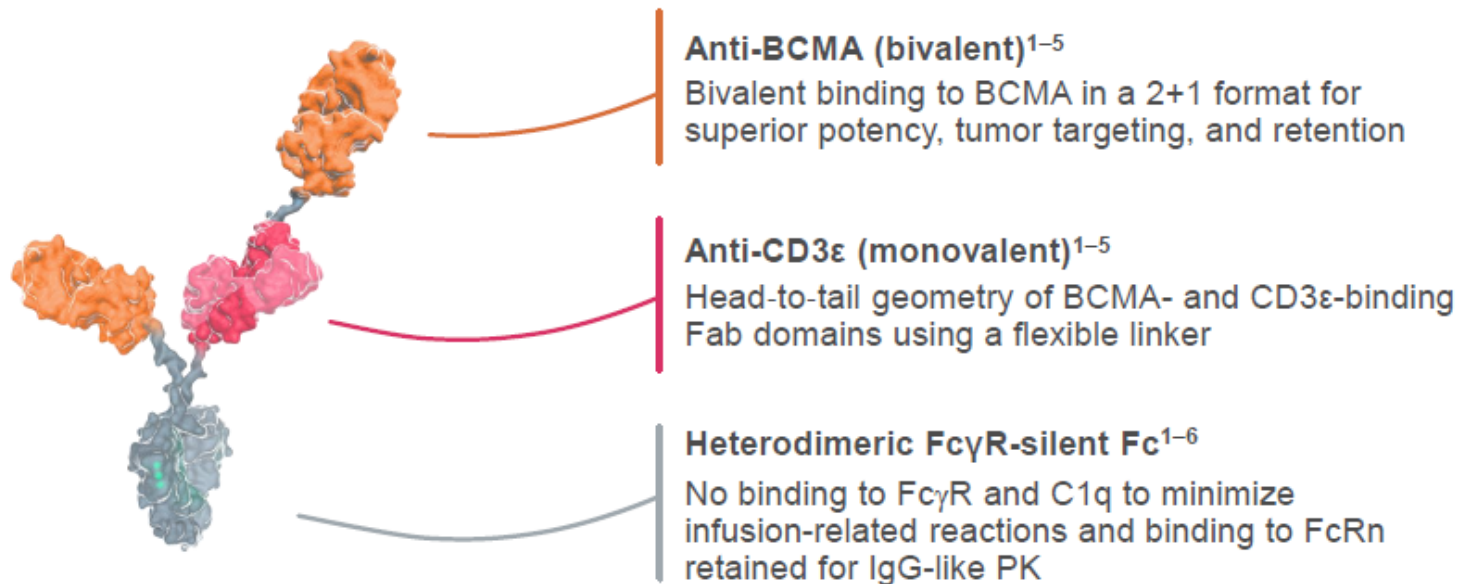 Anti-BCMA (bivalent)¹⁻⁵
Bivalent binding to BCMA in a 2+1 format for
superior potency, tumor targeting, and retention
Anti-CD3ε (monovalent)¹⁻⁵
Head-to-tail geometry of BCMA- and CD3ε-binding
Fab domains using a flexible linker
Heterodimeric FcγR-silent Fc¹⁻⁶
No binding to FcγR and C1q to minimize
infusion-related reactions and binding to FcRn
retained for IgG-like PK